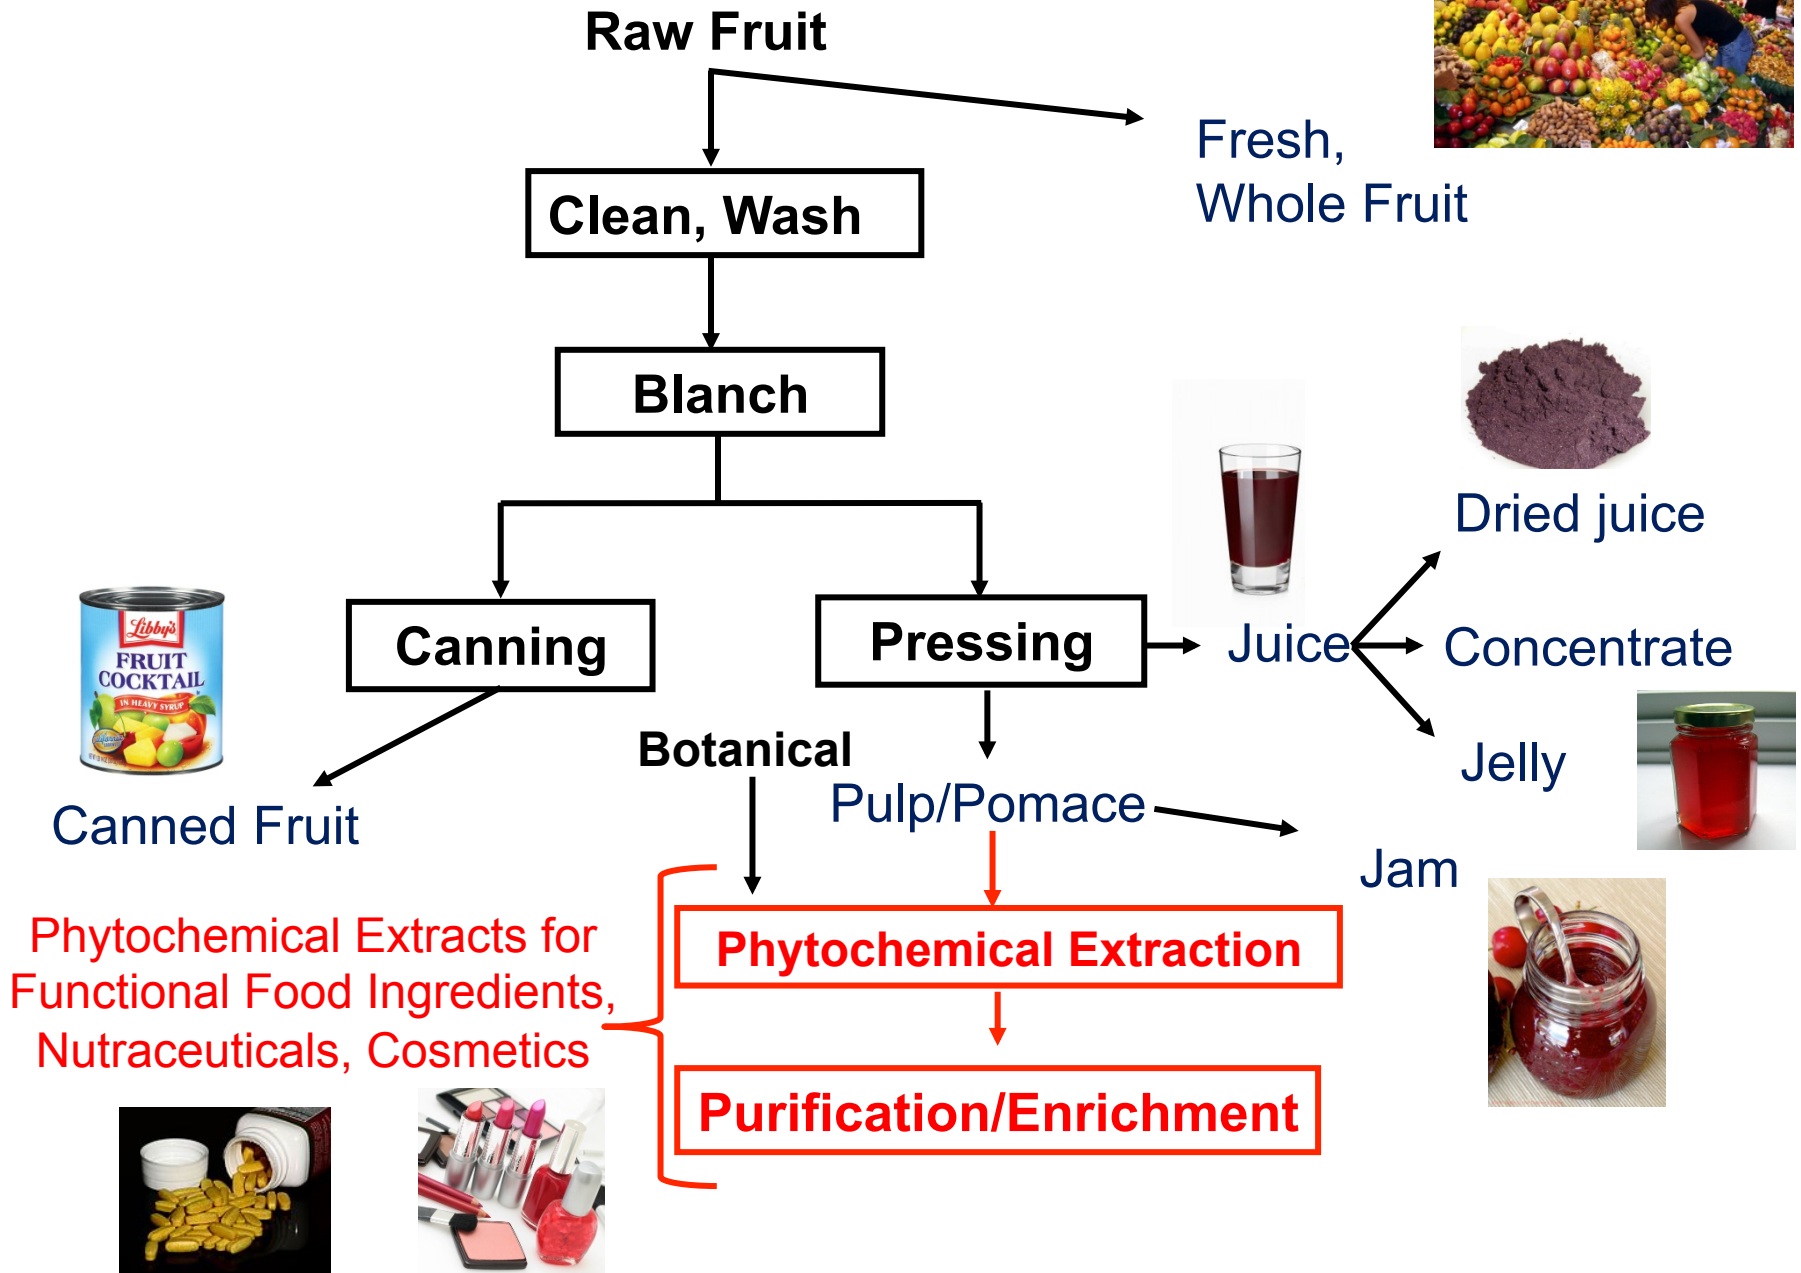 Raw Fruit
Fresh,
Whole Fruit
Clean, Wash
Blanch
Dried juice
Canning
Pressing
Juice
Concentrate
Libby's
FRUIT
COCKTAIL
IN HEAVY SYRUP
Botanical
Jelly
Pulp/Pomace
Canned Fruit
Jam
Phytochemical Extracts for
Functional Food Ingredients,
Nutraceuticals, Cosmetics
Phytochemical Extraction
Purification/Enrichment